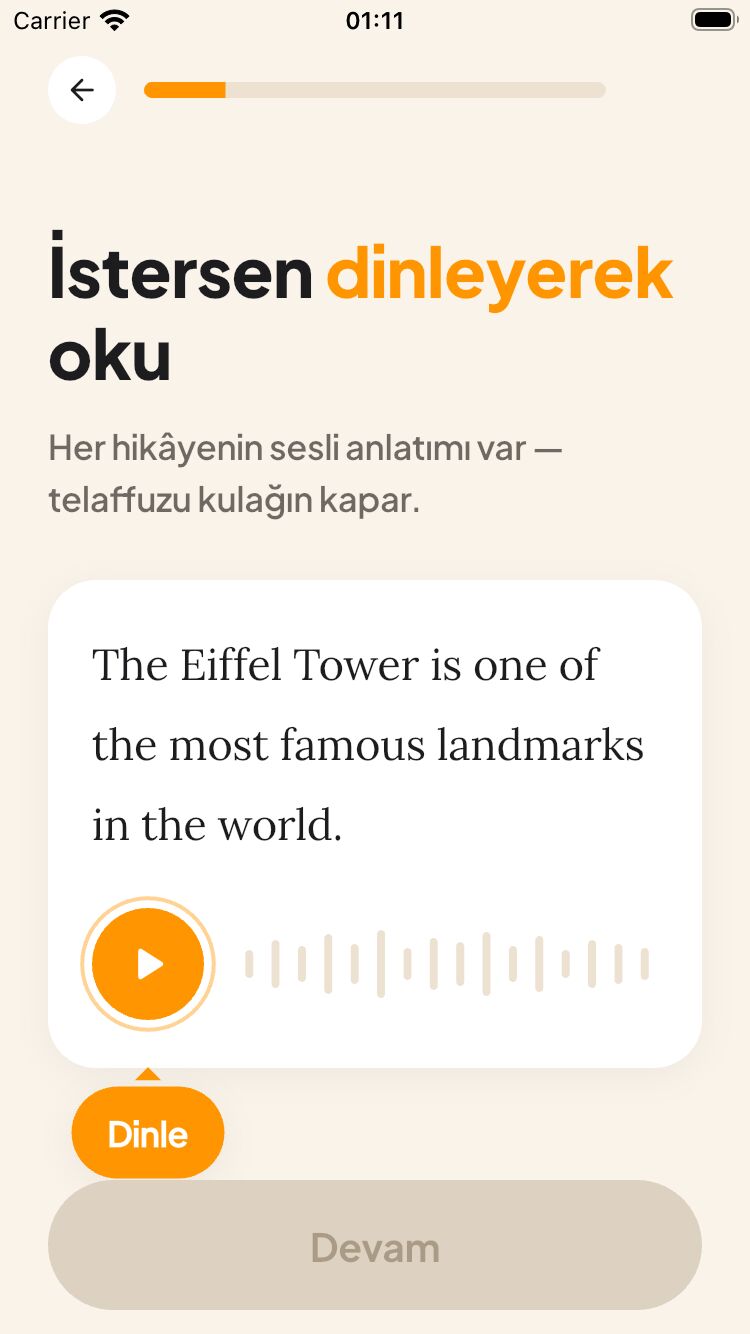 Carrier
01:11
İstersen dinleyerek
oku
Her hikâyenin sesli anlatımı var —
telaffuzu kulağın kapar.
The Eiffel Tower is one of
the most famous landmarks
in the world.
Dinle
Devam